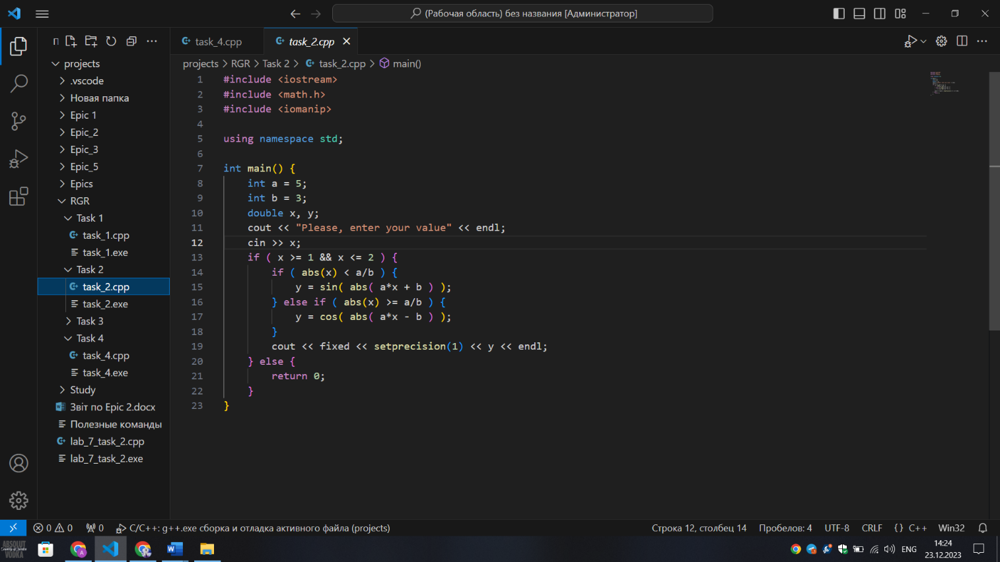 (Рабочая область) без названия [Администратор]
П
task_4.cpp
task_2.cpp
projects > RGR > Task 2 > task_2.cpp > main()
projects
.vscode
Новая папка
Epic 1
Epic_2
Epic_3
Epic_5
Epics
RGR
Task 1
task_1.cpp
task_1.exe
Task 2
task_2.cpp
task_2.exe
Task 3
Task 4
task_4.cpp
task_4.exe
Study
Звіт по Epic 2.docx
Полезные команды
lab_7_task_2.cpp
lab_7_task_2.exe
1 #include <iostream>
2 #include <math.h>
3 #include <iomanip>
4
5 using namespace std;
6
7 int main() {
8 int a = 5;
9 int b = 3;
10 double x, y;
11 cout << "Please, enter your value" << endl;
12 cin >> x;
13 if ( x >= 1 && x <= 2 ) {
14 if ( abs(x) < a/b ) {
15 y = sin( abs( a*x + b ) );
16 } else if ( abs(x) >= a/b ) {
17 y = cos( abs( a*x - b ) );
18 }
19 cout << fixed << setprecision(1) << y << endl;
20 } else {
21 return 0;
22 }
23 }
0 0 0 C/C++: g++.exe сборка и отладка активного файла (projects)
Строка 12, столбец 14 Пробелов: 4 UTF-8 CRLF {} C++ Win32
ABSOLUT
Country of Sweden
VODKA
ENG
14:24
23.12.2023